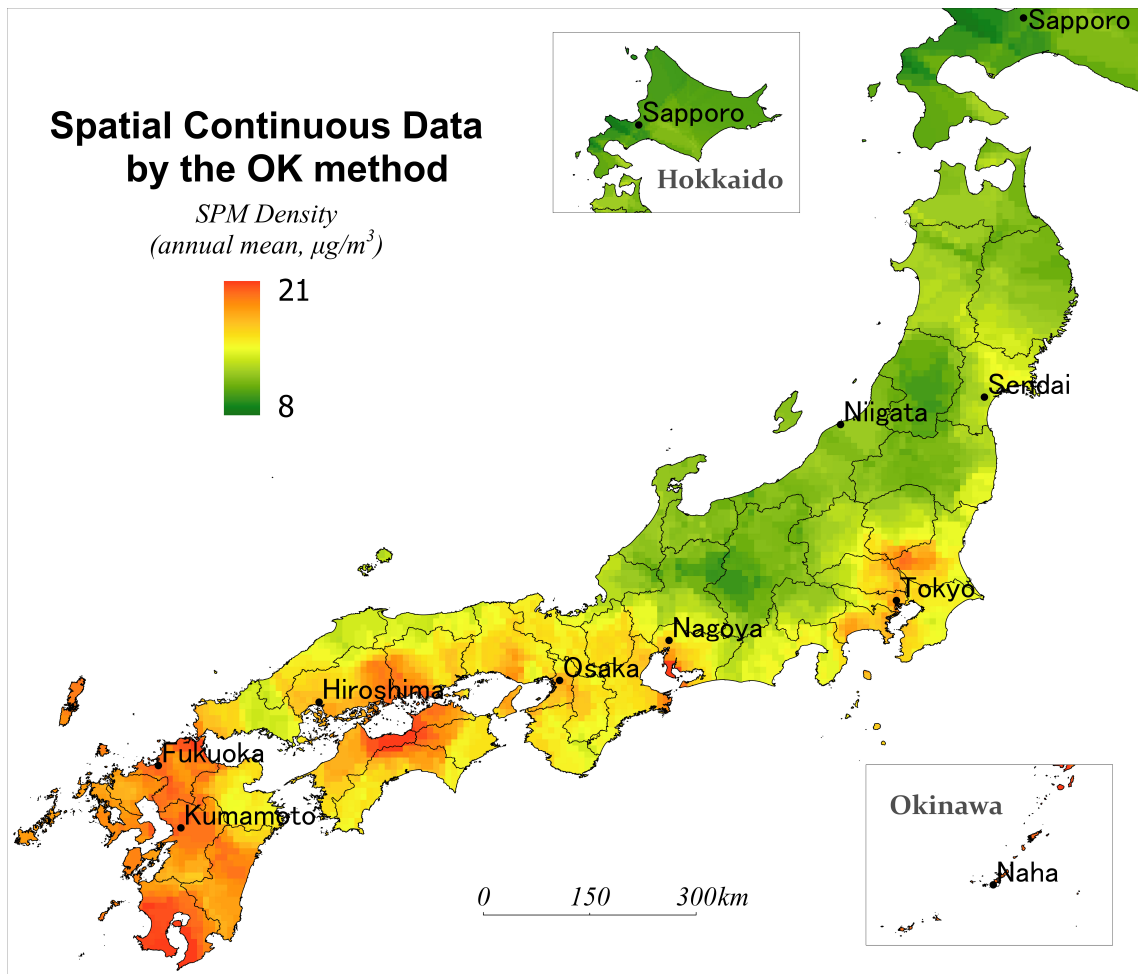 Sapporo
Sapporo
Hokkaido
Spatial Continuous Data
by the OK method
SPM Density
(annual mean, μg/m³)
21
8
Sendai
Niigata
Tokyo
Nagoya
Osaka
Hiroshima
Fukuoka
Kumamoto
Okinawa
Naha
0 150 300km